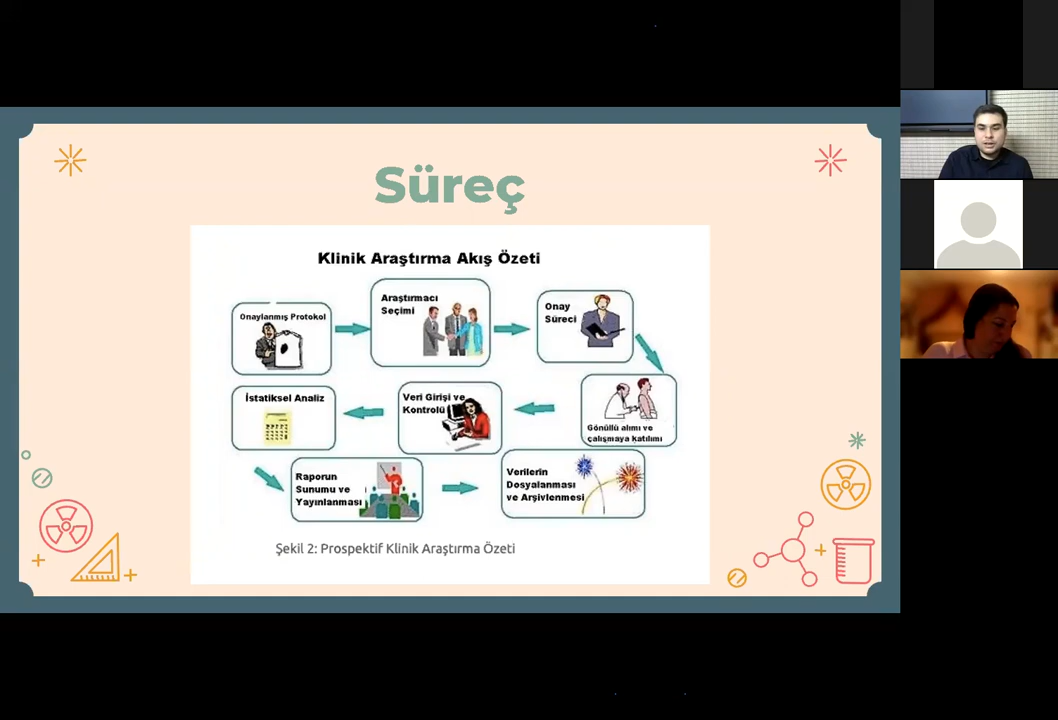 Süreç
Klinik Araştırma Akış Özeti
Onaylanmış Protokol
Araştırmacı
Seçimi
Onay
Süreci
Gönüllü alımı ve
çalışmaya katılımı
Veri Girişi ve
Kontrolü
İstatiksel Analiz
Raporun
Sunumu ve
Yayınlanması
Verilerin
Dosyalanması
ve Arşivlenmesi
Şekil 2: Prospektif Klinik Araştırma Özeti